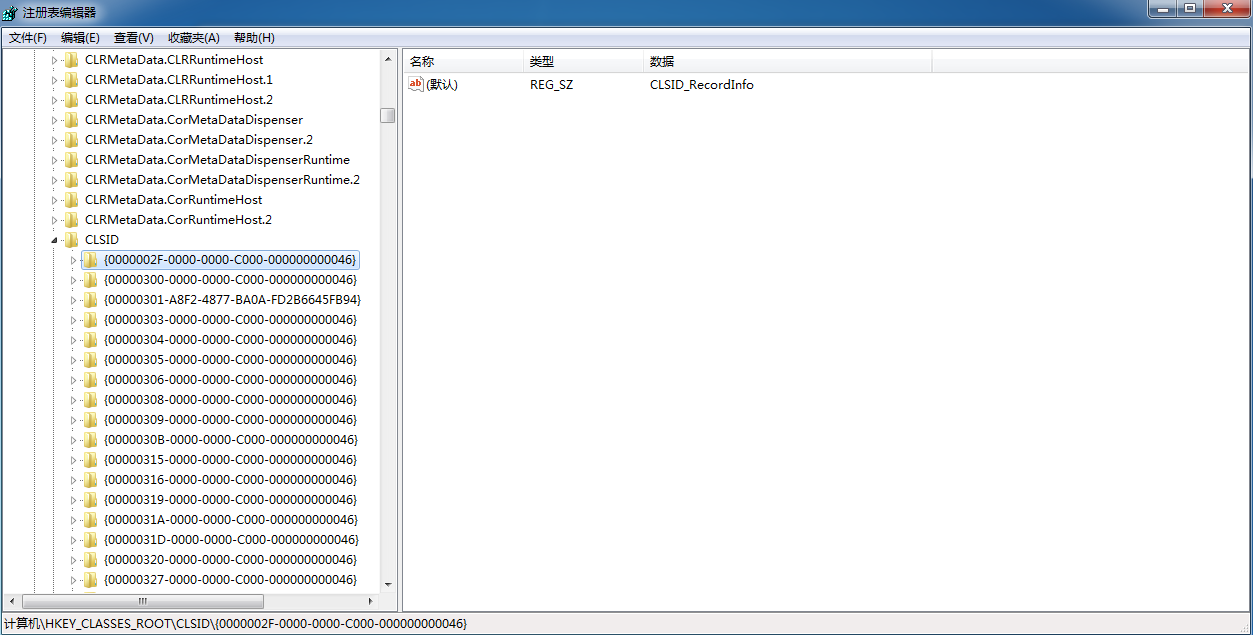 注册表编辑器
文件(F) 编辑(E) 查看(V) 收藏夹(A) 帮助(H)
CLRMetaData.CLRRuntimeHost
CLRMetaData.CLRRuntimeHost.1
CLRMetaData.CLRRuntimeHost.2
CLRMetaData.CorMetaDataDispenser
CLRMetaData.CorMetaDataDispenser.2
CLRMetaData.CorMetaDataDispenserRuntime
CLRMetaData.CorMetaDataDispenserRuntime.2
CLRMetaData.CorRuntimeHost
CLRMetaData.CorRuntimeHost.2
CLSID
{0000002F-0000-0000-C000-000000000046}
{00000300-0000-0000-C000-000000000046}
{00000301-A8F2-4877-BA0A-FD2B6645FB94}
{00000303-0000-0000-C000-000000000046}
{00000304-0000-0000-C000-000000000046}
{00000305-0000-0000-C000-000000000046}
{00000306-0000-0000-C000-000000000046}
{00000308-0000-0000-C000-000000000046}
{00000309-0000-0000-C000-000000000046}
{0000030B-0000-0000-C000-000000000046}
{00000315-0000-0000-C000-000000000046}
{00000316-0000-0000-C000-000000000046}
{00000319-0000-0000-C000-000000000046}
{0000031A-0000-0000-C000-000000000046}
{0000031D-0000-0000-C000-000000000046}
{00000320-0000-0000-C000-000000000046}
{00000327-0000-0000-C000-000000000046}
名称 类型 数据
ab (默认) REG_SZ CLSID_RecordInfo
计算机\HKEY_CLASSES_ROOT\CLSID\{0000002F-0000-0000-C000-000000000046}